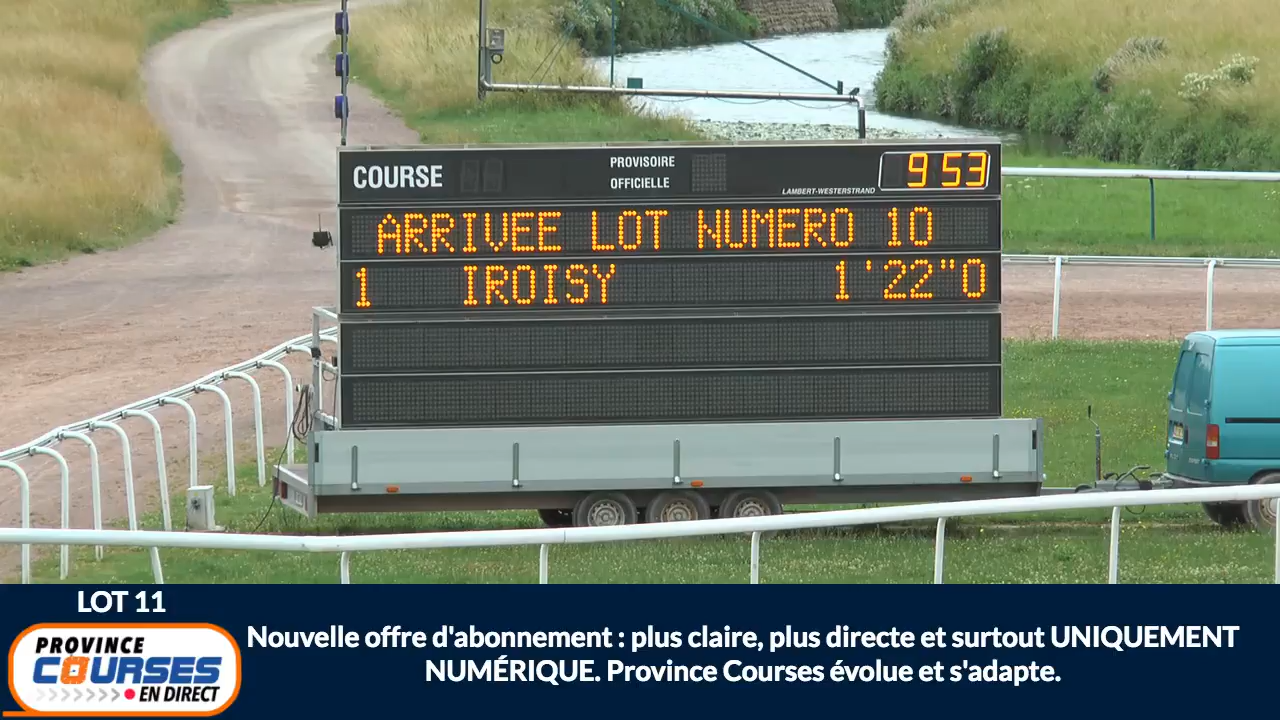 COURSE
PROVISOIRE
OFFICIELLE
LAMBERT-WESTERSTRAND
9 53
ARRIVEE LOT NUMERO 10
1 IROISY 1'22"0
LOT 11
PROVINCE
COURSES
EN DIRECT
Nouvelle offre d'abonnement : plus claire, plus directe et surtout UNIQUEMENT
NUMÉRIQUE. Province Courses évolue et s'adapte.